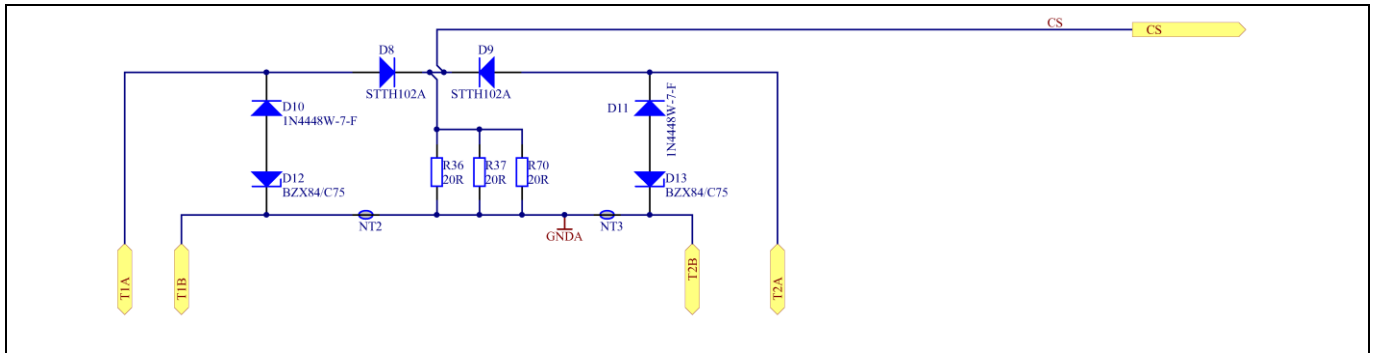 CS
CS
D8
D9
STTH102A
STTH102A
D10
1N4448W-7-F
D11
1N4448W-7-F
R36
20R
R37
20R
R70
20R
D12
BZX84/C75
D13
BZX84/C75
NT2
GNDA
NT3
T1A
T1B
T2B
T2A